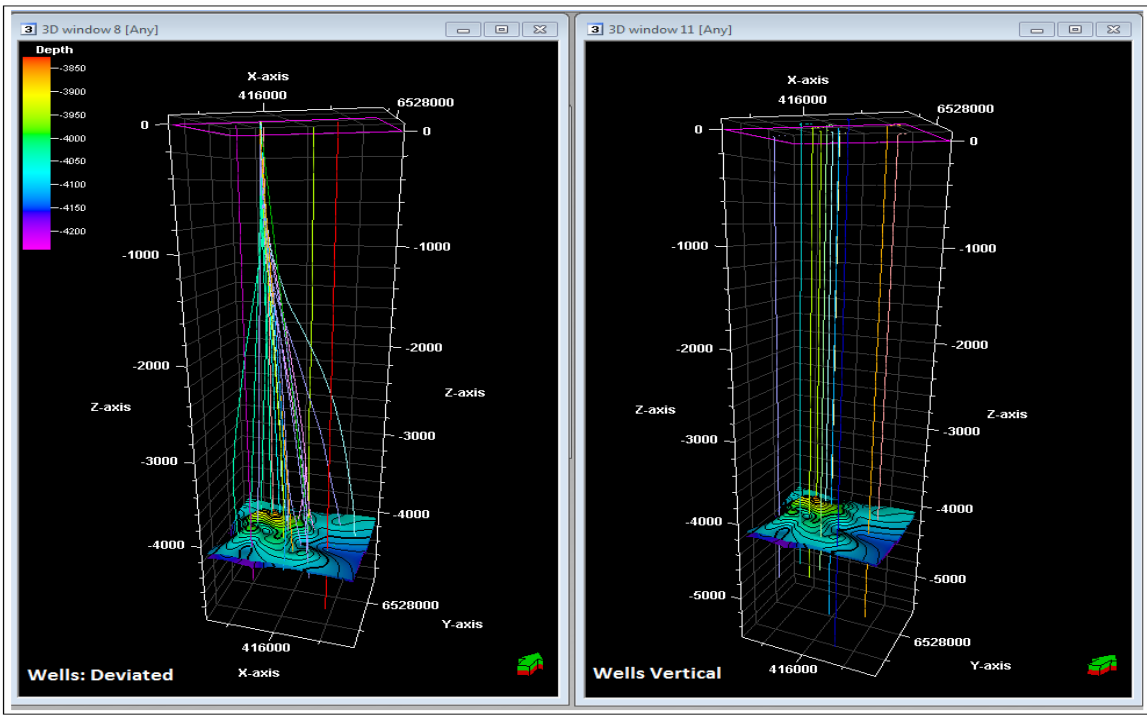 3D window 8 [Any]
Depth
-3850
-3900
-3950
-4000
-4050
-4100
-4150
-4200
X-axis
416000
6528000
0
0
-1000
-1000
-2000
-2000
Z-axis
Z-axis
-3000
-3000
-4000
-4000
6528000
Y-axis
416000
X-axis
Wells: Deviated
3D window 11 [Any]
X-axis
416000
6528000
0
0
-1000
-1000
-2000
-2000
Z-axis
Z-axis
-3000
-3000
-4000
-4000
-5000
-5000
6528000
416000
Y-axis
Wells Vertical